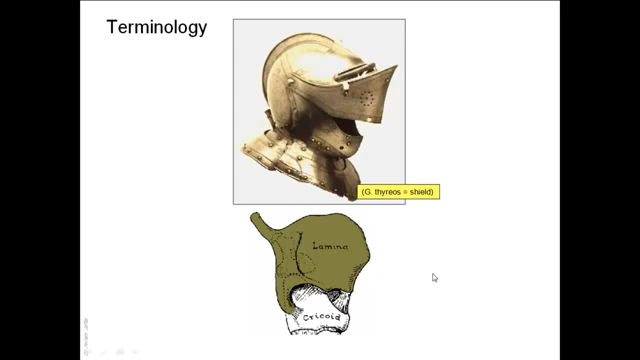 Terminology
(G. thyreos = shield)
Lamina
Cricoid